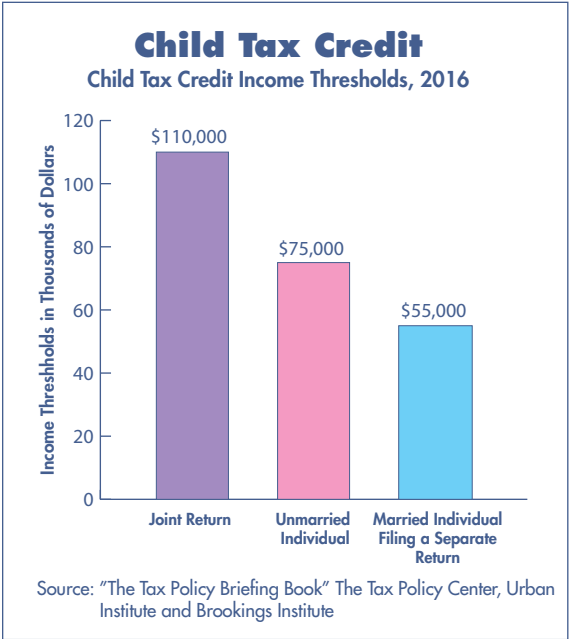 Child Tax Credit
Child Tax Credit Income Thresholds, 2016
Income Threshholds in Thousands of Dollars
120
100
80
60
40
20
0
$110,000
$75,000
$55,000
Joint Return
Unmarried
Individual
Married Individual
Filing a Separate
Return
Source: ”The Tax Policy Briefing Book” The Tax Policy Center, Urban
Institute and Brookings Institute